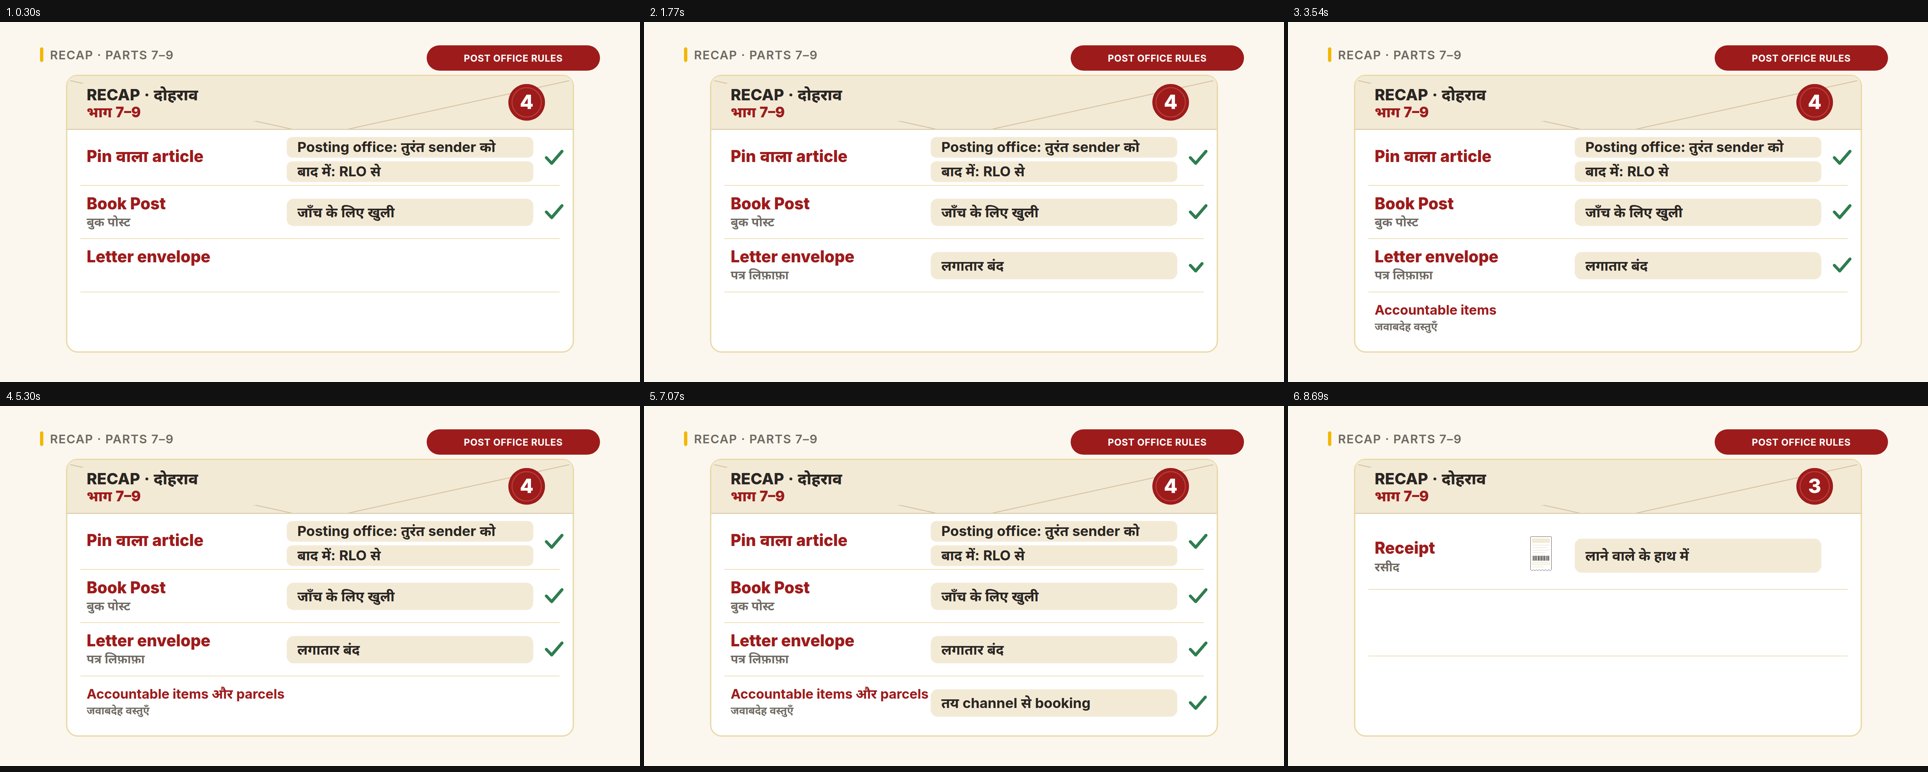 1. 0.30s
RECAP · PARTS 7–9
POST OFFICE RULES
RECAP · दोहराव
भाग 7–9
4
Pin वाला article
Posting office: तुरंत sender को
बाद में: RLO से
Book Post
बुक पोस्ट
जाँच के लिए खुली
Letter envelope
2. 1.77s
RECAP · PARTS 7–9
POST OFFICE RULES
RECAP · दोहराव
भाग 7–9
4
Pin वाला article
Posting office: तुरंत sender को
बाद में: RLO से
Book Post
बुक पोस्ट
जाँच के लिए खुली
Letter envelope
पत्र लिफ़ाफ़ा
लगातार बंद
3. 3.54s
RECAP · PARTS 7–9
POST OFFICE RULES
RECAP · दोहराव
भाग 7–9
4
Pin वाला article
Posting office: तुरंत sender को
बाद में: RLO से
Book Post
बुक पोस्ट
जाँच के लिए खुली
Letter envelope
पत्र लिफ़ाफ़ा
लगातार बंद
Accountable items
जवाबदेह वस्तुएँ
4. 5.30s
RECAP · PARTS 7–9
POST OFFICE RULES
RECAP · दोहराव
भाग 7–9
4
Pin वाला article
Posting office: तुरंत sender को
बाद में: RLO से
Book Post
बुक पोस्ट
जाँच के लिए खुली
Letter envelope
पत्र लिफ़ाफ़ा
लगातार बंद
Accountable items और parcels
जवाबदेह वस्तुएँ
5. 7.07s
RECAP · PARTS 7–9
POST OFFICE RULES
RECAP · दोहराव
भाग 7–9
4
Pin वाला article
Posting office: तुरंत sender को
बाद में: RLO से
Book Post
बुक पोस्ट
जाँच के लिए खुली
Letter envelope
पत्र लिफ़ाफ़ा
लगातार बंद
Accountable items और parcels
जवाबदेह वस्तुएँ
तय channel से booking
6. 8.69s
RECAP · PARTS 7–9
POST OFFICE RULES
RECAP · दोहराव
भाग 7–9
3
Receipt
रसीद
लाने वाले के हाथ में